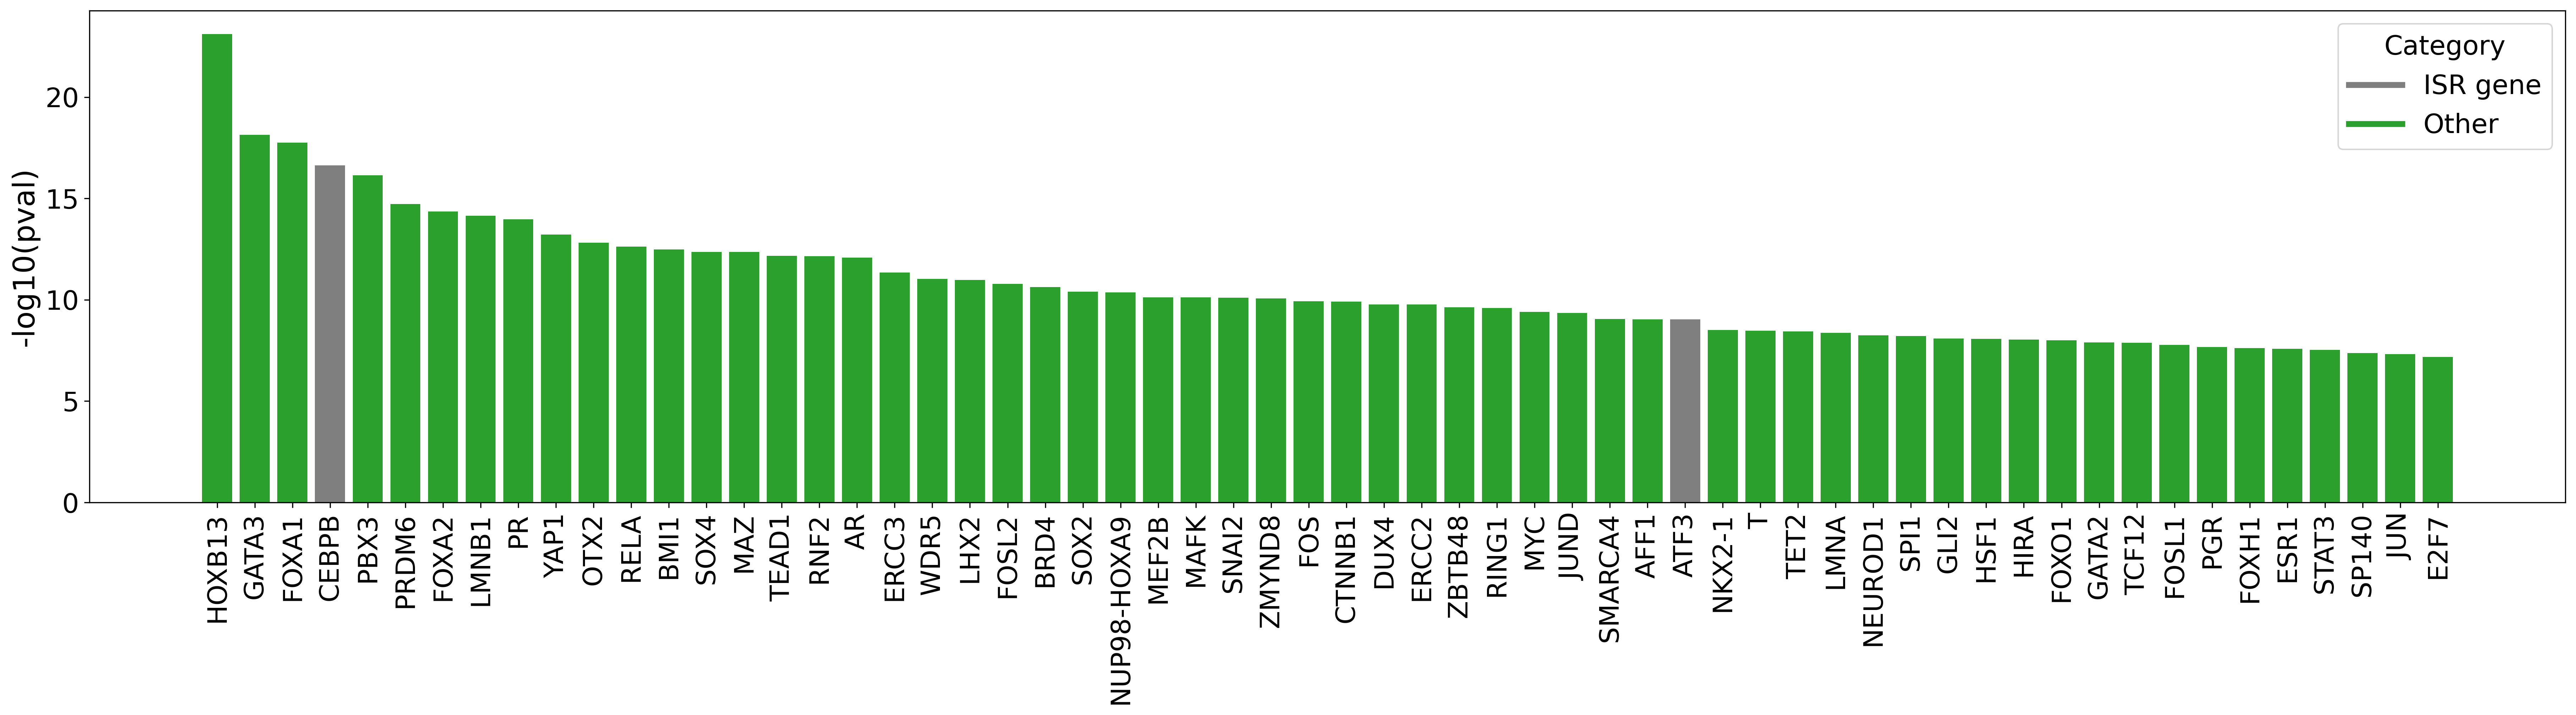 Category
ISR gene
Other
-log10(pval)
20
15
10
5
0
HOXB13
GATA3
FOXA1
CEBPB
PBX3
PRDM6
FOXA2
LMNB1
PR
YAP1
OTX2
RELA
BMI1
SOX4
MAZ
TEAD1
RNF2
AR
ERCC3
WDR5
LHX2
FOSL2
BRD4
SOX2
NUP98-HOXA9
MEF2B
MAFK
SNAI2
ZMYND8
FOS
CTNNB1
DUX4
ERCC2
ZBTB48
RING1
MYC
JUND
SMARCA4
AFF1
ATF3
NKX2-1
T
TET2
LMNA
NEUROD1
SPI1
GLI2
HSF1
HIRA
FOXO1
GATA2
TCF12
FOSL1
PGR
FOXH1
ESR1
STAT3
SP140
JUN
E2F7